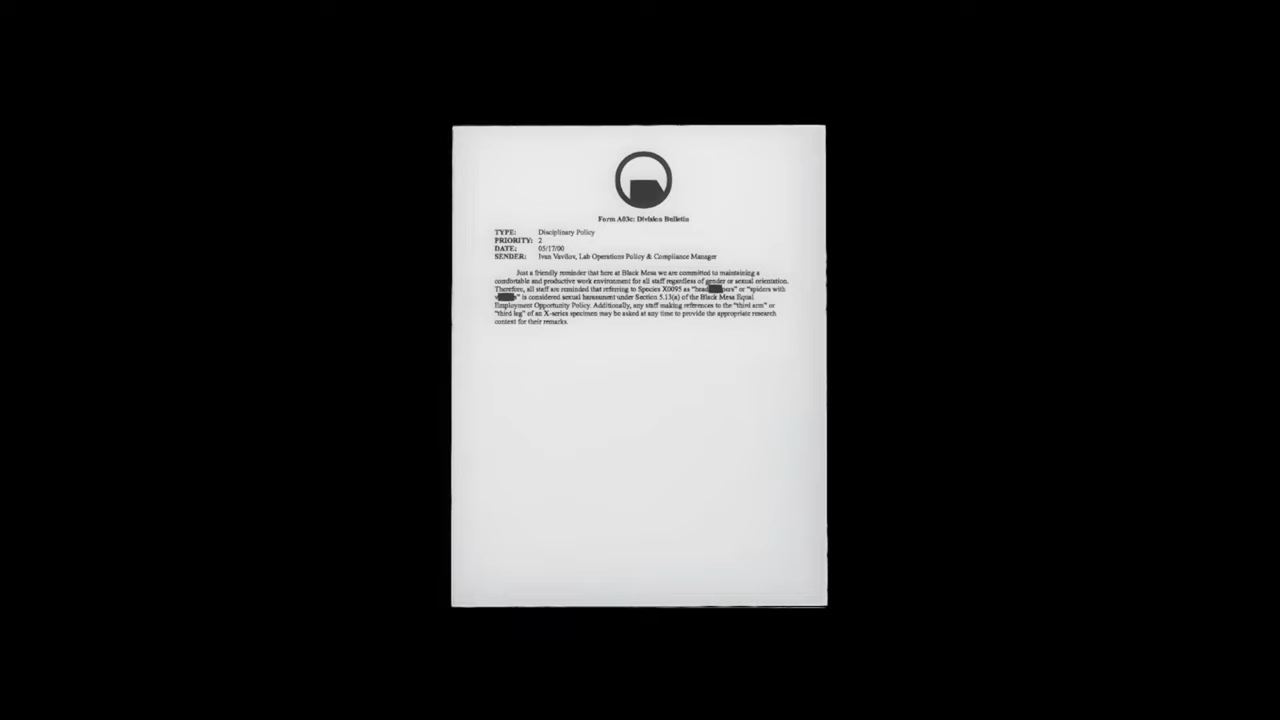 Form A03c: Division Bulletin
TYPE: Disciplinary Policy
PRIORITY: 2
DATE: 05/17/00
SENDER: Ivan Vavilov, Lab Operations Policy & Compliance Manager
Just a friendly reminder that here at Black Mesa we are committed to maintaining a
comfortable and productive work environment for all staff regardless of gender or sexual orientation.
Therefore, all staff are reminded that referring to Species X0095 as "head pers" or "spiders with
v s" is considered sexual harassment under Section 5.13(a) of the Black Mesa Equal
Employment Opportunity Policy. Additionally, any staff making references to the "third arm" or
"third leg" of an X-series specimen may be asked at any time to provide the appropriate research
context for their remarks.